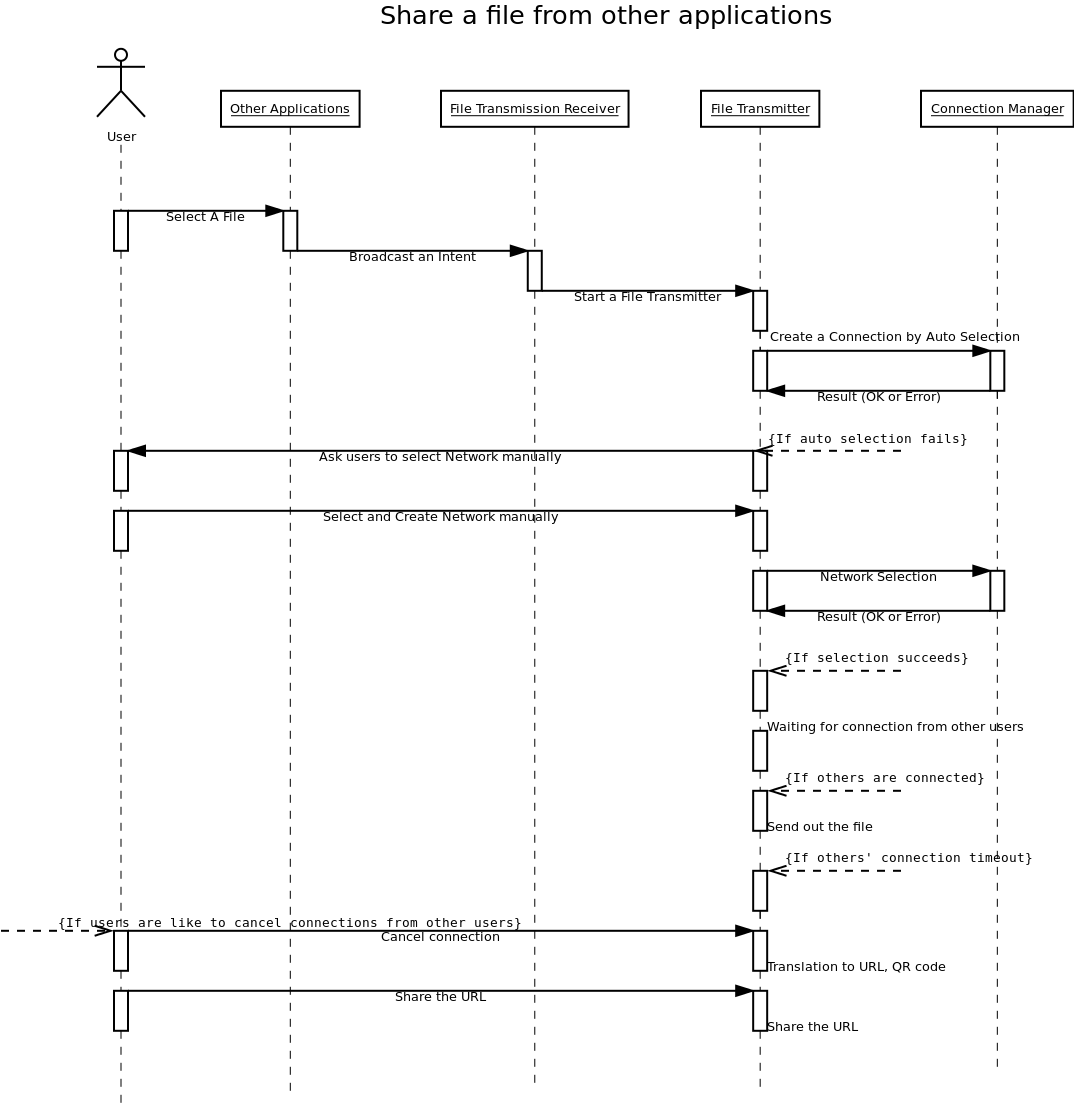 Share a file from other applications
User
Other Applications
File Transmission Receiver
File Transmitter
Connection Manager
Select A File
Broadcast an Intent
Start a File Transmitter
Create a Connection by Auto Selection
Result (OK or Error)
{If auto selection fails}
Ask users to select Network manually
Select and Create Network manually
Network Selection
Result (OK or Error)
{If selection succeeds}
Waiting for connection from other users
{If others are connected}
Send out the file
{If others' connection timeout}
{If users are like to cancel connections from other users}
Cancel connection
Translation to URL, QR code
Share the URL
Share the URL